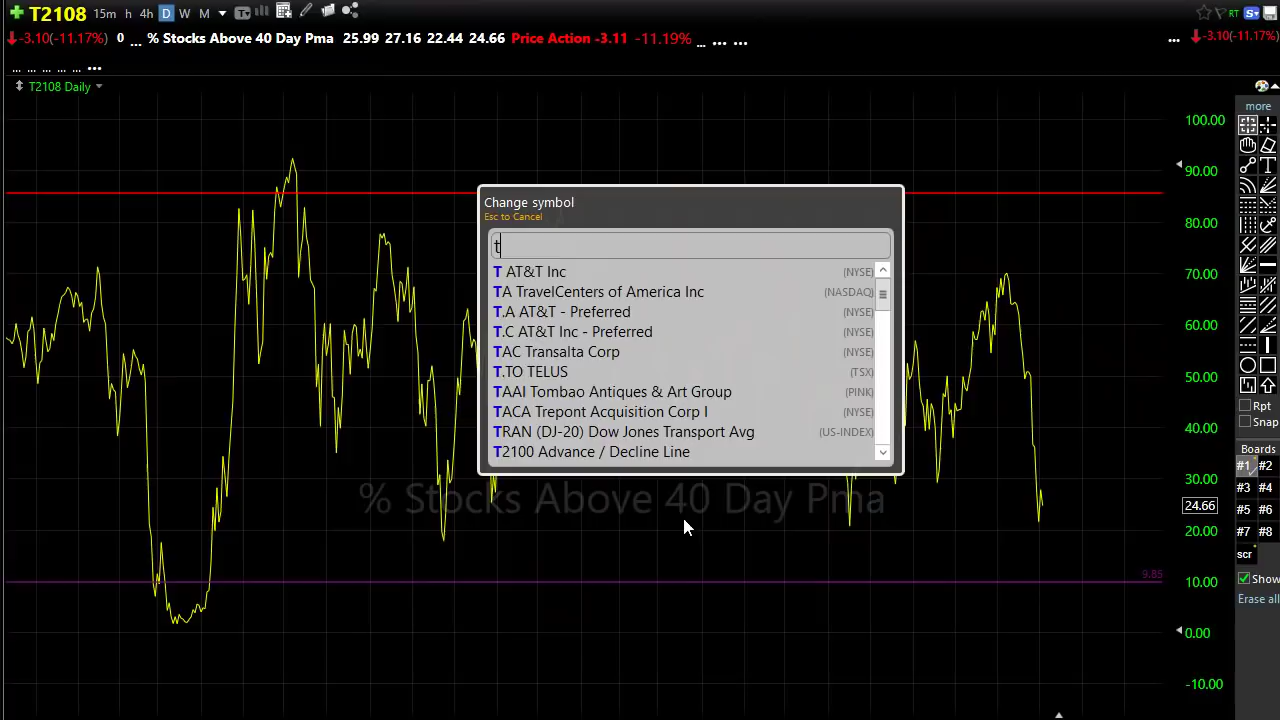 T2108 15m h 4h D W M
RT S
-3.10(-11.17%) 0 ... % Stocks Above 40 Day Pma 25.99 27.16 22.44 24.66 Price Action -3.11 -11.19% ... ... ...
... -3.10(-11.17%)
... ... ... ... ... ...
T2108 Daily
more
100.00
90.00
80.00
70.00
60.00
50.00
40.00
30.00
24.66
20.00
10.00
0.00
-10.00
9.85
Change symbol
Esc to Cancel
t
T AT&T Inc (NYSE)
TA TravelCenters of America Inc (NASDAQ)
T.A AT&T - Preferred (NYSE)
T.C AT&T Inc - Preferred (NYSE)
TAC Transalta Corp (NYSE)
T.TO TELUS (TSX)
TAAI Tombao Antiques & Art Group (PINK)
TACA Trepont Acquisition Corp I (NYSE)
TRAN (DJ-20) Dow Jones Transport Avg (US-INDEX)
T2100 Advance / Decline Line
% Stocks Above 40 Day Pma
T
Rpt
Snap
Boards
#1 #2
#3 #4
#5 #6
#7 #8
scr
Show
Erase all